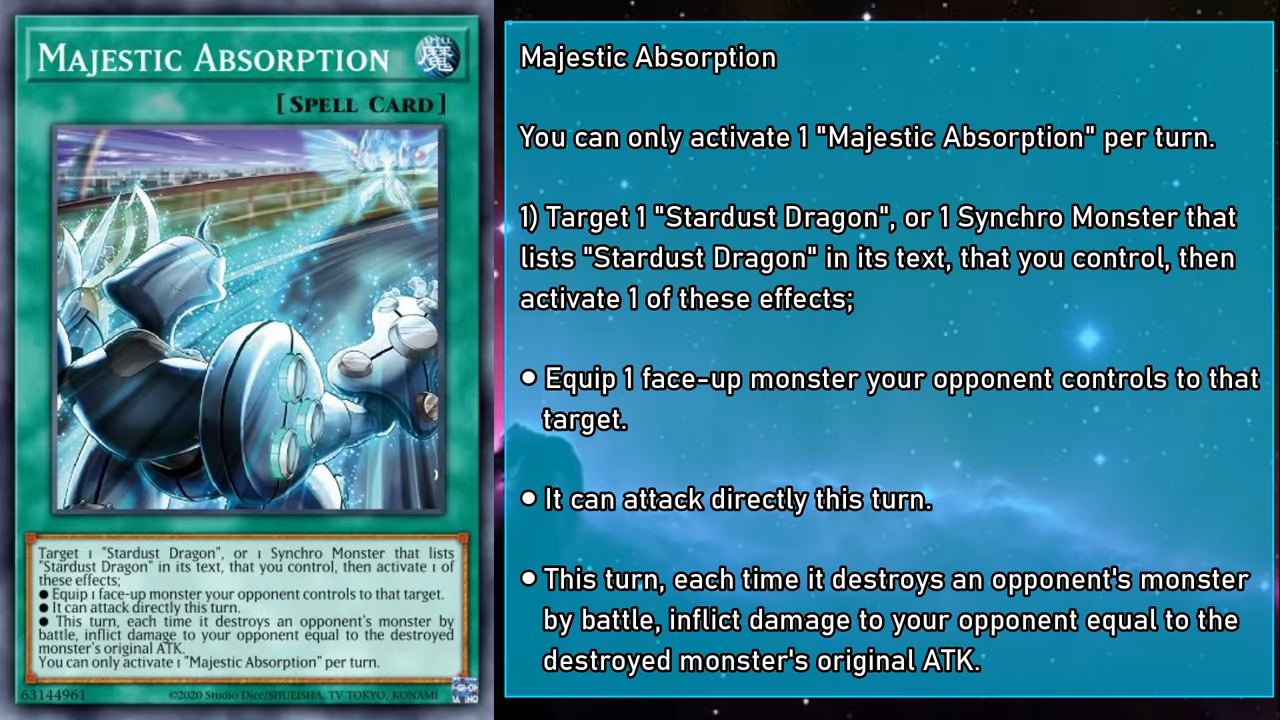 MAJESTIC ABSORPTION
SPELL
魔
[SPELL CARD]
Target 1 "Stardust Dragon", or 1 Synchro Monster that lists
"Stardust Dragon" in its text, that you control, then activate 1 of
these effects;
● Equip 1 face-up monster your opponent controls to that target.
● It can attack directly this turn.
● This turn, each time it destroys an opponent's monster by
battle, inflict damage to your opponent equal to the destroyed
monster's original ATK.
You can only activate 1 "Majestic Absorption" per turn.
63144961
©2020 Studio Dice/SHUEISHA, TV TOKYO, KONAMI
Majestic Absorption
You can only activate 1 "Majestic Absorption" per turn.
1) Target 1 "Stardust Dragon", or 1 Synchro Monster that
lists "Stardust Dragon" in its text, that you control, then
activate 1 of these effects;
● Equip 1 face-up monster your opponent controls to that
target.
● It can attack directly this turn.
● This turn, each time it destroys an opponent's monster
by battle, inflict damage to your opponent equal to the
destroyed monster's original ATK.